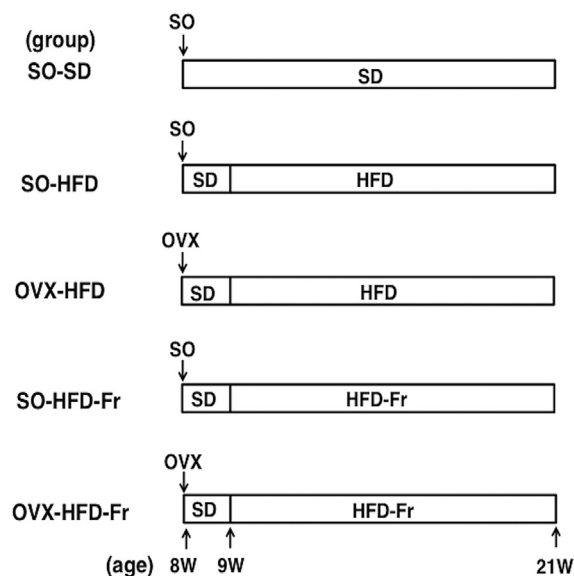 SO
(group)
SO-SD
SD
SO
SO-HFD
SD
HFD
OVX
OVX-HFD
SD
HFD
SO
SO-HFD-Fr
SD
HFD-Fr
OVX
OVX-HFD-Fr
SD
HFD-Fr
(age) 8W 9W 21W